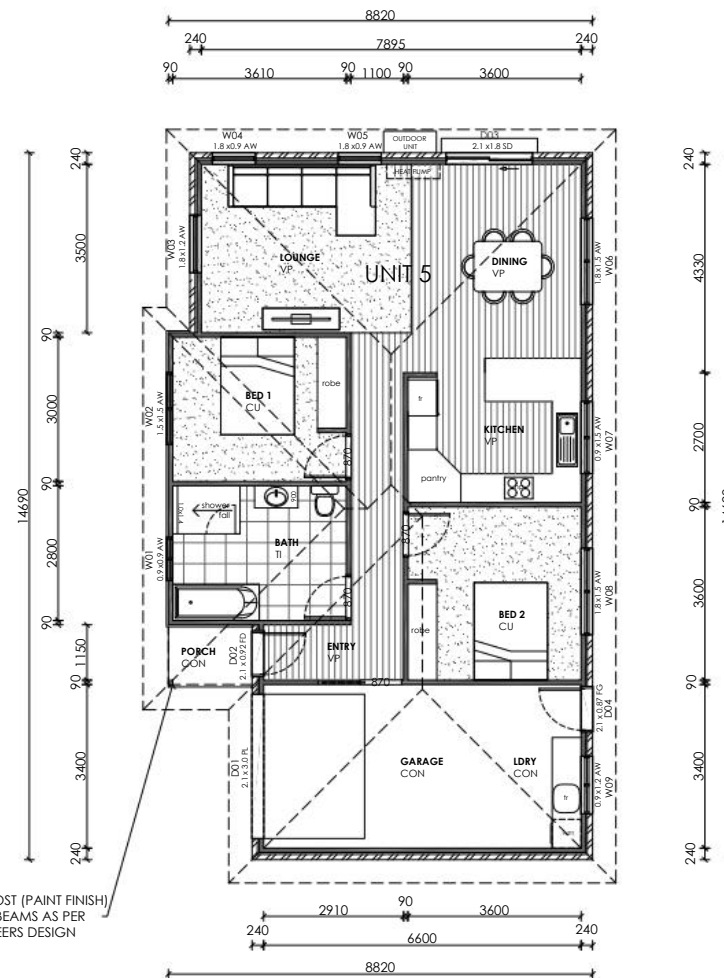 8820
240 7895 240
90 3610 90 1100 90 3600
W04
1.8 x0.9 AW
W05
1.8 x0.9 AW
OUTDOOR
UNIT
D03
2.1 x1.8 SD
HEAT PUMP
240
3500
90
3000
90
2800
90
1150
90
3400
240
14690
W03
1.8 x1.2 AW
LOUNGE
VP
UNIT 5
DINING
VP
W06
1.8 x1.5 AW
240
4330
2700
90
3600
90
3400
240
BED 1
CU
robe
870
W02
1.5 x1.5 AW
fr
KITCHEN
VP
pantry
W07
0.9 x1.5 AW
shower
fall
900
BATH
TI
870
W01
0.9 x0.9 AW
870
BED 2
CU
robe
W08
1.8 x1.5 AW
PORCH
CON
D02
2.1 x 0.92 FD
ENTRY
VP
870
D01
2.1 x 3.0 PL
GARAGE
CON
LDRY
CON
tr
D04
2.1 x 0.87 FG
W09
0.9 x1.2 AW
OST (PAINT FINISH)
BEAMS AS PER
EERS DESIGN
2910 90 3600
240 6600 240
8820